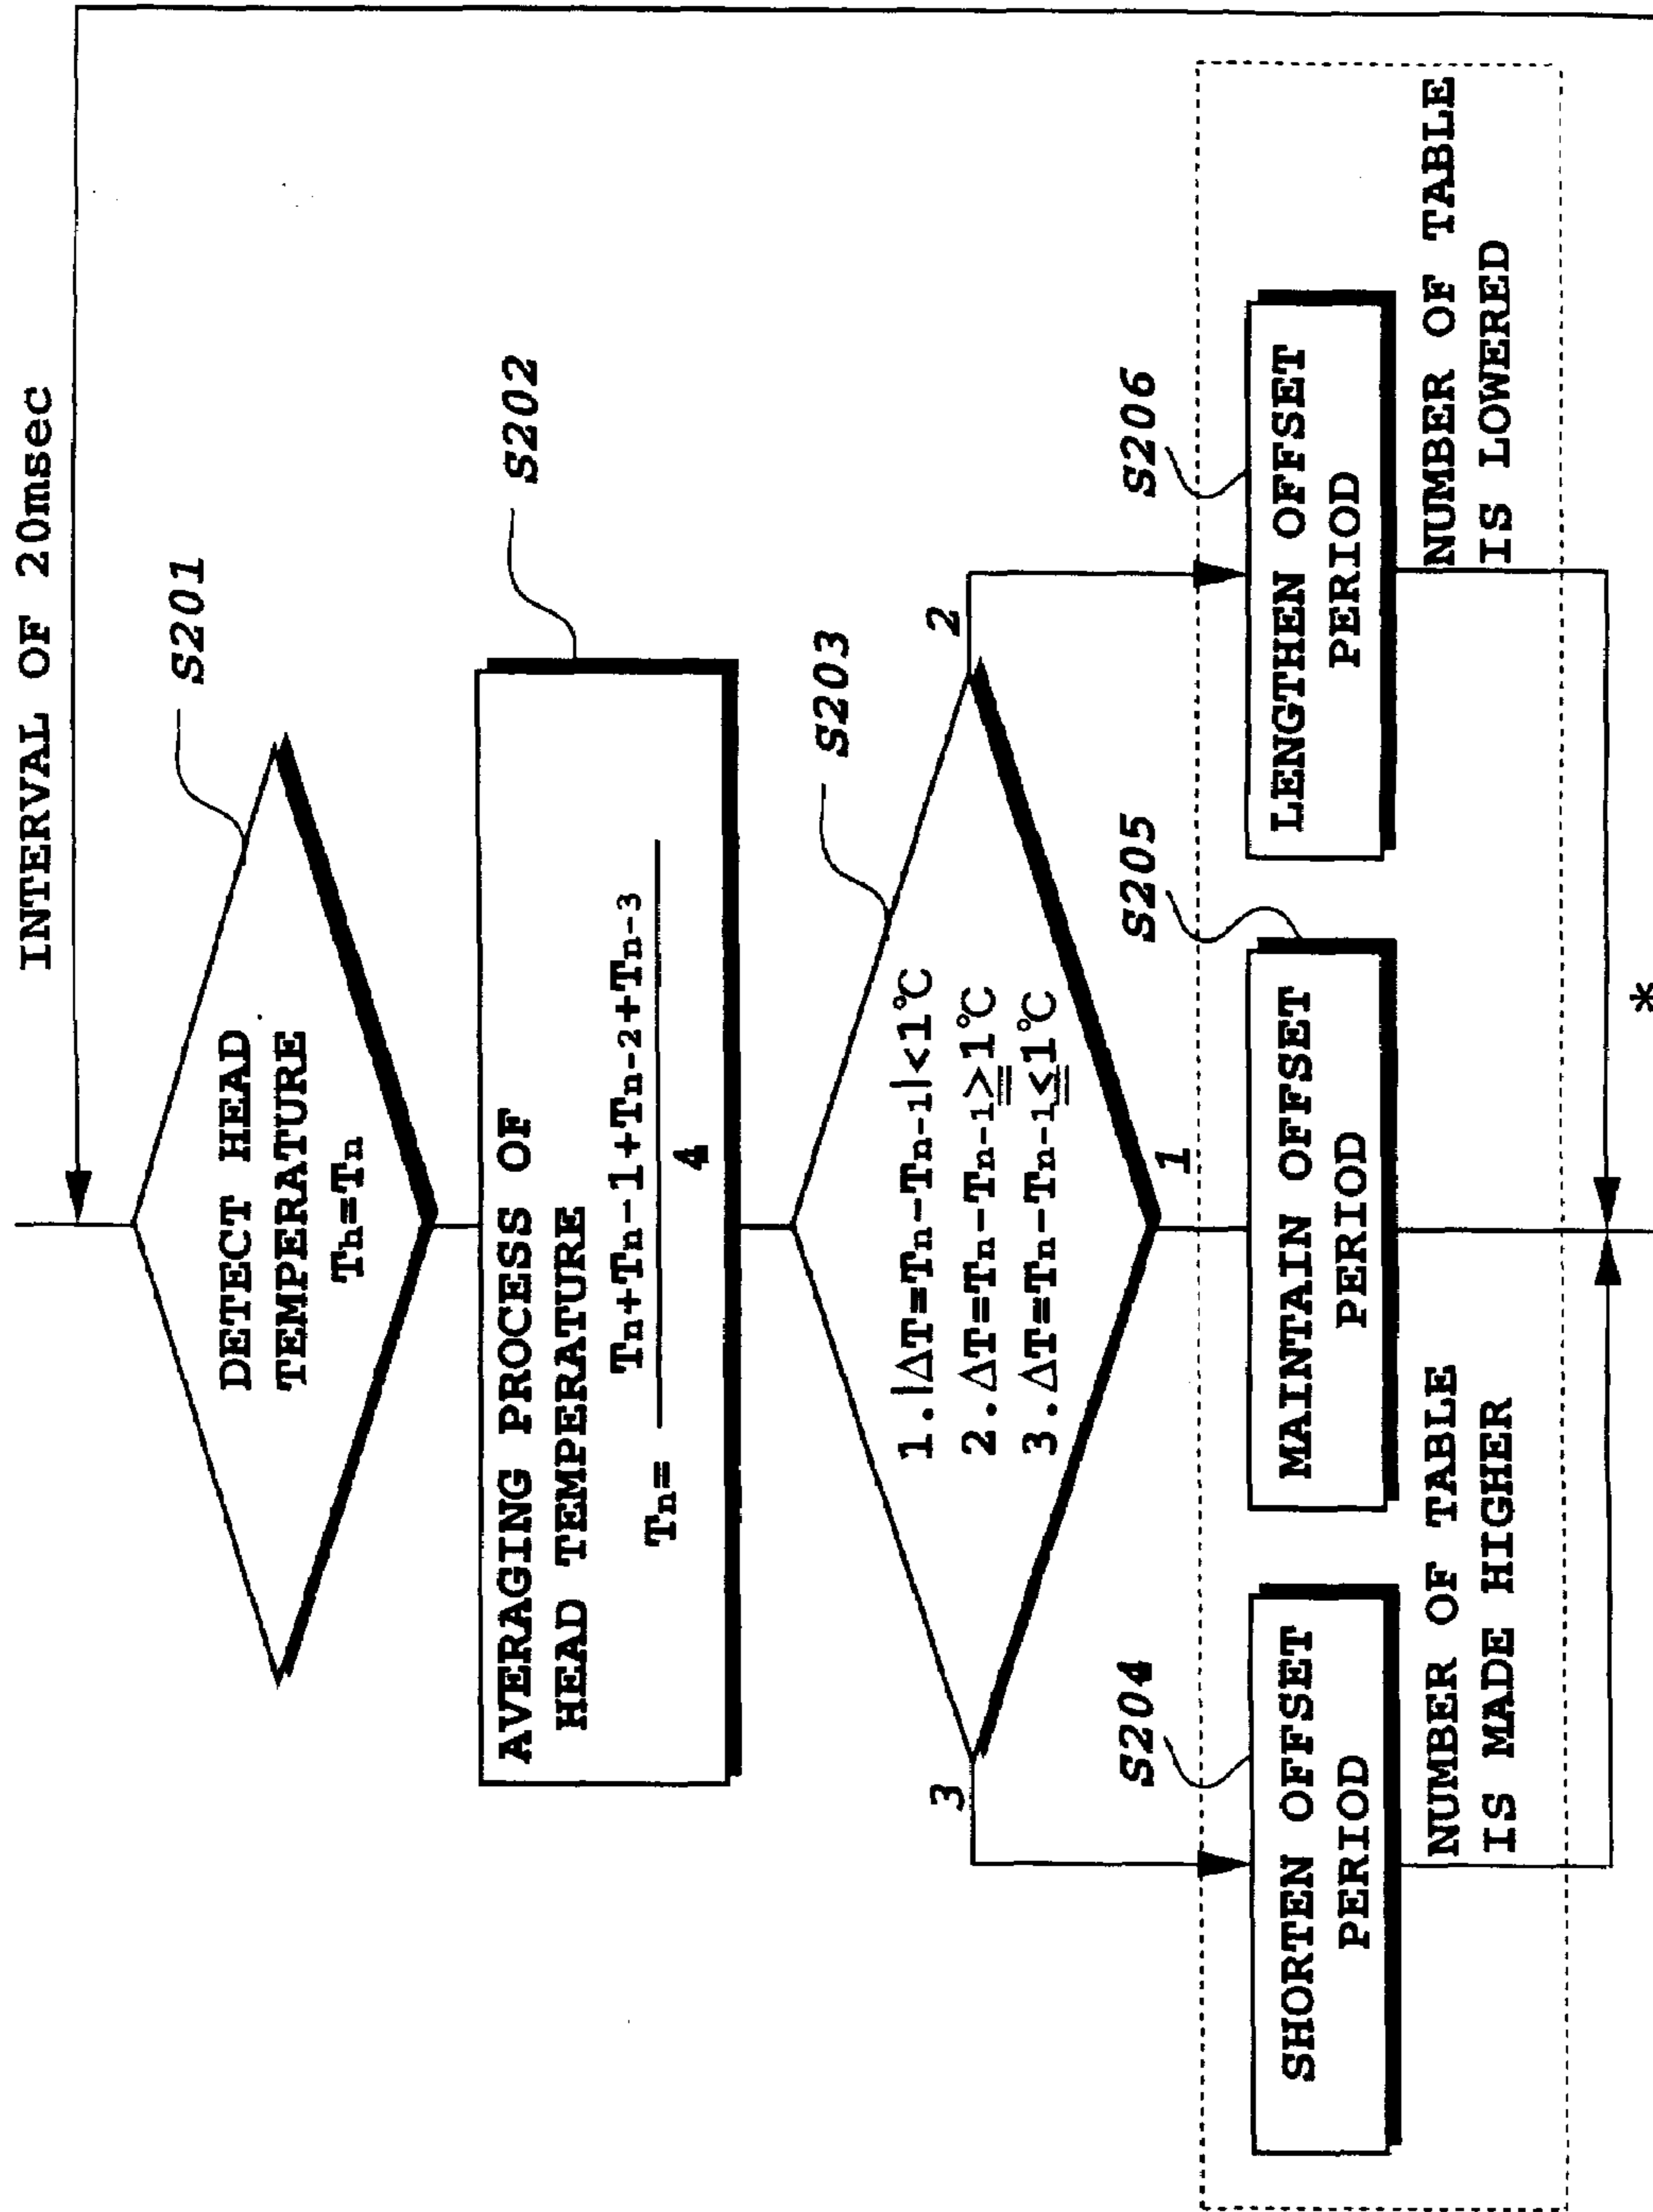 INTERVAL OF 20msec
S201
DETECT HEAD
TEMPERATURE
Th=Tn
S202
AVERAGING PROCESS OF
HEAD TEMPERATURE
Tn+Tn-1+Tn-2+Tn-3
Tn=
4
S203
1.|ΔT=Tn-Tn-1|<1℃
2.ΔT=Tn-Tn-1≧1℃
3.ΔT=Tn-Tn-1≦1℃
3
1
2
S204
SHORTEN OFFSET
PERIOD
NUMBER OF TABLE
IS MADE HIGHER
S205
MAINTAIN OFFSET
PERIOD
S206
LENGTHEN OFFSET
PERIOD
NUMBER OF TABLE
IS LOWERED
*